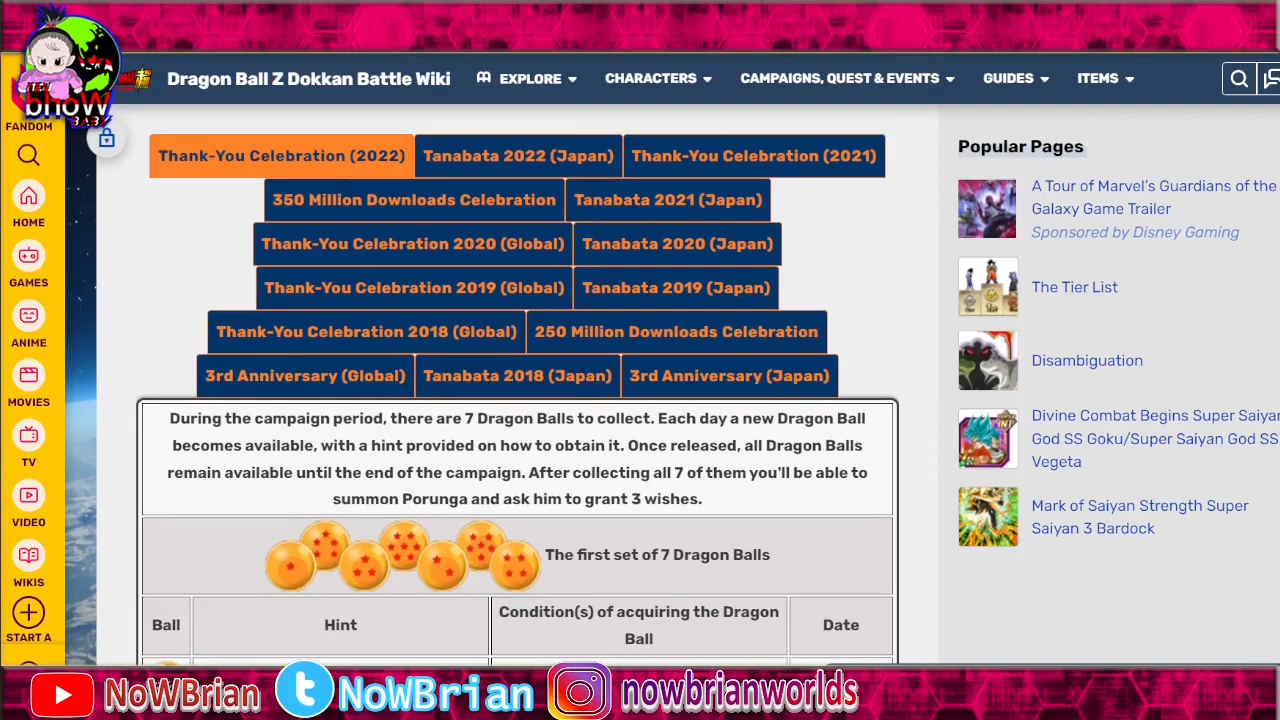 bhoW
BABY
Dragon Ball Z Dokkan Battle Wiki
EXPLORE
CHARACTERS
CAMPAIGNS, QUEST & EVENTS
GUIDES
ITEMS
FANDOM
HOME
GAMES
ANIME
MOVIES
TV
VIDEO
WIKIS
START A
Thank-You Celebration (2022)
Tanabata 2022 (Japan)
Thank-You Celebration (2021)
350 Million Downloads Celebration
Tanabata 2021 (Japan)
Thank-You Celebration 2020 (Global)
Tanabata 2020 (Japan)
Thank-You Celebration 2019 (Global)
Tanabata 2019 (Japan)
Thank-You Celebration 2018 (Global)
250 Million Downloads Celebration
3rd Anniversary (Global)
Tanabata 2018 (Japan)
3rd Anniversary (Japan)
During the campaign period, there are 7 Dragon Balls to collect. Each day a new Dragon Ball
becomes available, with a hint provided on how to obtain it. Once released, all Dragon Balls
remain available until the end of the campaign. After collecting all 7 of them you'll be able to
summon Porunga and ask him to grant 3 wishes.
The first set of 7 Dragon Balls
Ball
Hint
Condition(s) of acquiring the Dragon
Ball
Date
Popular Pages
A Tour of Marvel's Guardians of the
Galaxy Game Trailer
Sponsored by Disney Gaming
The Tier List
Disambiguation
Divine Combat Begins Super Saiyan
God SS Goku/Super Saiyan God SS
Vegeta
Mark of Saiyan Strength Super
Saiyan 3 Bardock
NoWBrian
NoWBrian
nowbrianworlds